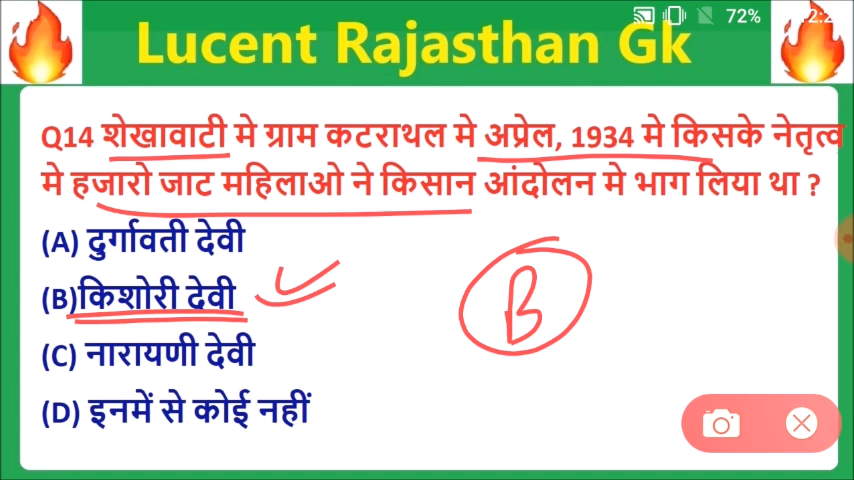 72%
Lucent Rajasthan Gk
Q14 शेखावाटी मे ग्राम कटराथल मे अप्रेल, 1934 मे किसके नेतृत्व
मे हजारो जाट महिलाओ ने किसान आंदोलन मे भाग लिया था ?
(A) दुर्गावती देवी
(B)किशोरी देवी
B
(C) नारायणी देवी
(D) इनमें से कोई नहीं